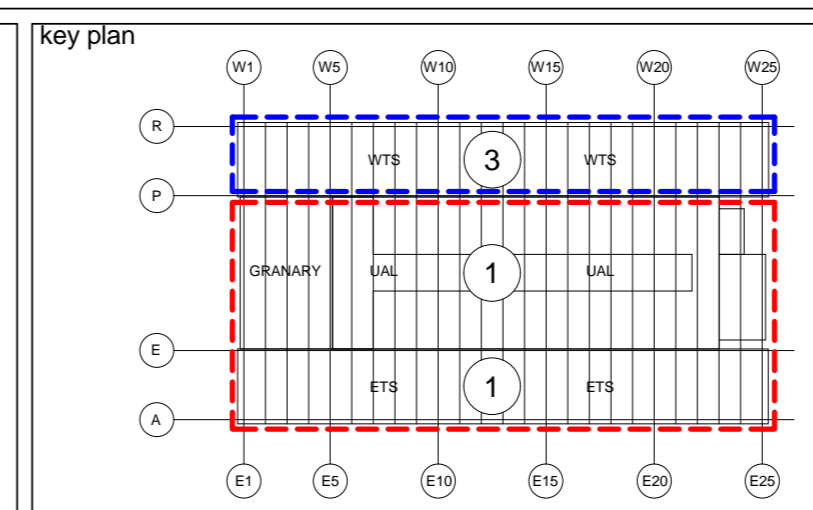 key plan
W1 W5 W10 W15 W20 W25
R
WTS 3 WTS
P
GRANARY UAL 1 UAL
E
ETS 1 ETS
A
E1 E5 E10 E15 E20 E25